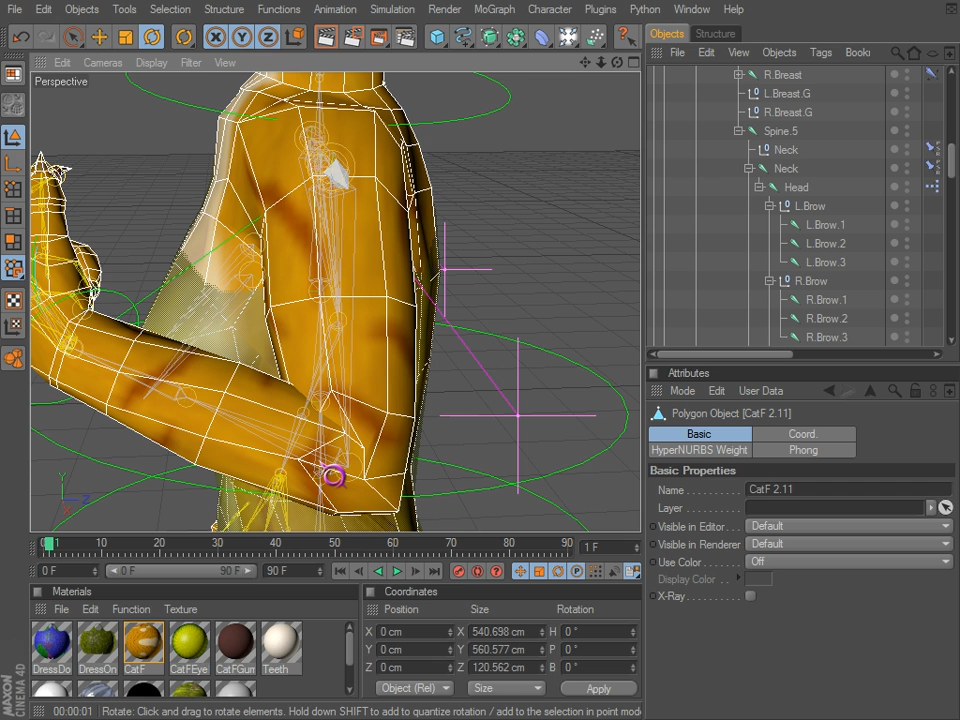 File Edit Objects Tools Selection Structure Functions Animation Simulation Render MoGraph Character Plugins Python Window Help
Objects Structure
File Edit View Objects Tags Book
Edit Cameras Display Filter View
Perspective
R.Breast
L.Breast.G
R.Breast.G
Spine.5
Neck
Neck
Head
L.Brow
L.Brow.1
L.Brow.2
L.Brow.3
R.Brow
R.Brow.1
R.Brow.2
R.Brow.3
Y
Z
Attributes
Mode Edit User Data
Polygon Object [CatF 2.11]
Basic Coord.
HyperNURBS Weight Phong
Basic Properties
Name CatF 2.11
Layer
Visible in Editor Default
Visible in Renderer Default
Use Color Off
Display Color
X-Ray
0 1 10 20 30 40 50 60 70 80 90 1 F
0 F 0 F 90 F 90 F
Materials
File Edit Function Texture
DressDo DressOn CatF CatFEye CatFGum Teeth
Coordinates
Position Size Rotation
X 0 cm X 540.698 cm H 0 °
Y 0 cm Y 560.577 cm P 0 °
Z 0 cm Z 120.562 cm B 0 °
Object (Rel) Size Apply
MAXON
CINEMA 4D
00:00:01 Rotate: Click and drag to rotate elements. Hold down SHIFT to add to quantize rotation / add to the selection in point mode